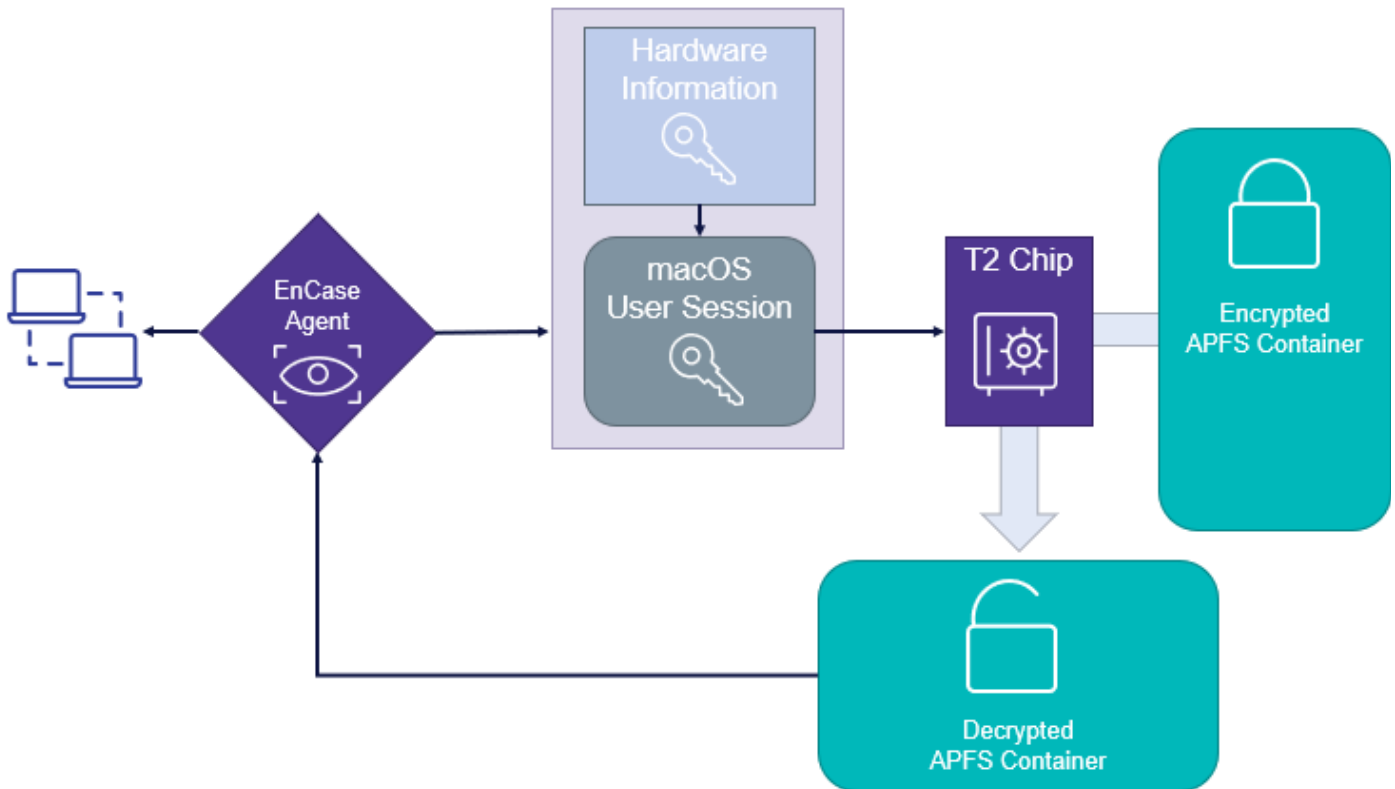 Hardware
Information
macOS
User Session
EnCase
Agent
T2 Chip
Encrypted
APFS Container
Decrypted
APFS Container